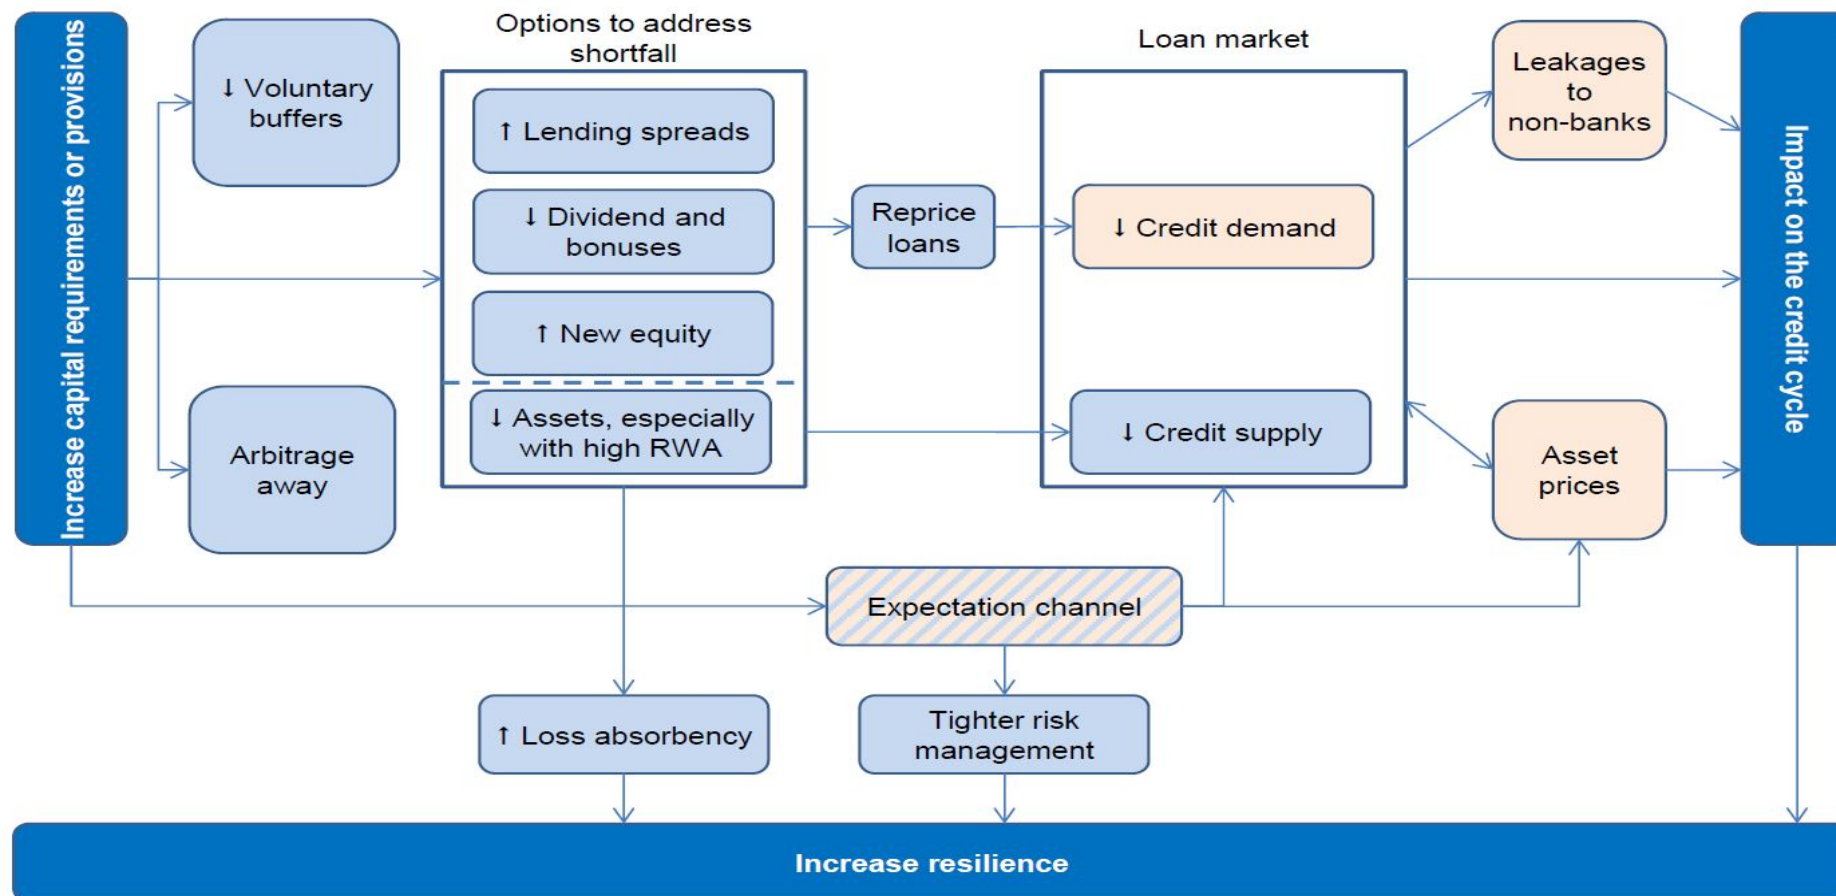 Increase capital requirements or provisions
↓ Voluntary
buffers
Arbitrage
away
Options to address
shortfall
↑ Lending spreads
↓ Dividend and
bonuses
↑ New equity
↓ Assets, especially
with high RWA
Reprice
loans
Loan market
↓ Credit demand
↓ Credit supply
Leakages
to
non-banks
Asset
prices
Impact on the credit cycle
Expectation channel
↑ Loss absorbency
Tighter risk
management
Increase resilience